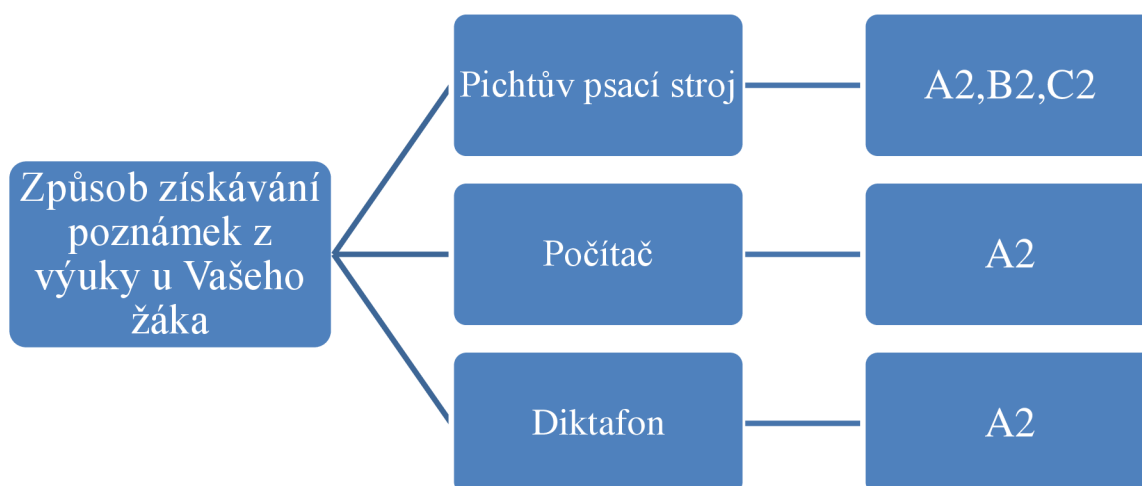 Způsob získávání
poznámek z
výuky u Vašeho
žáka
Pichtův psací stroj
A2,B2,C2
Počítač
A2
Diktafon
A2